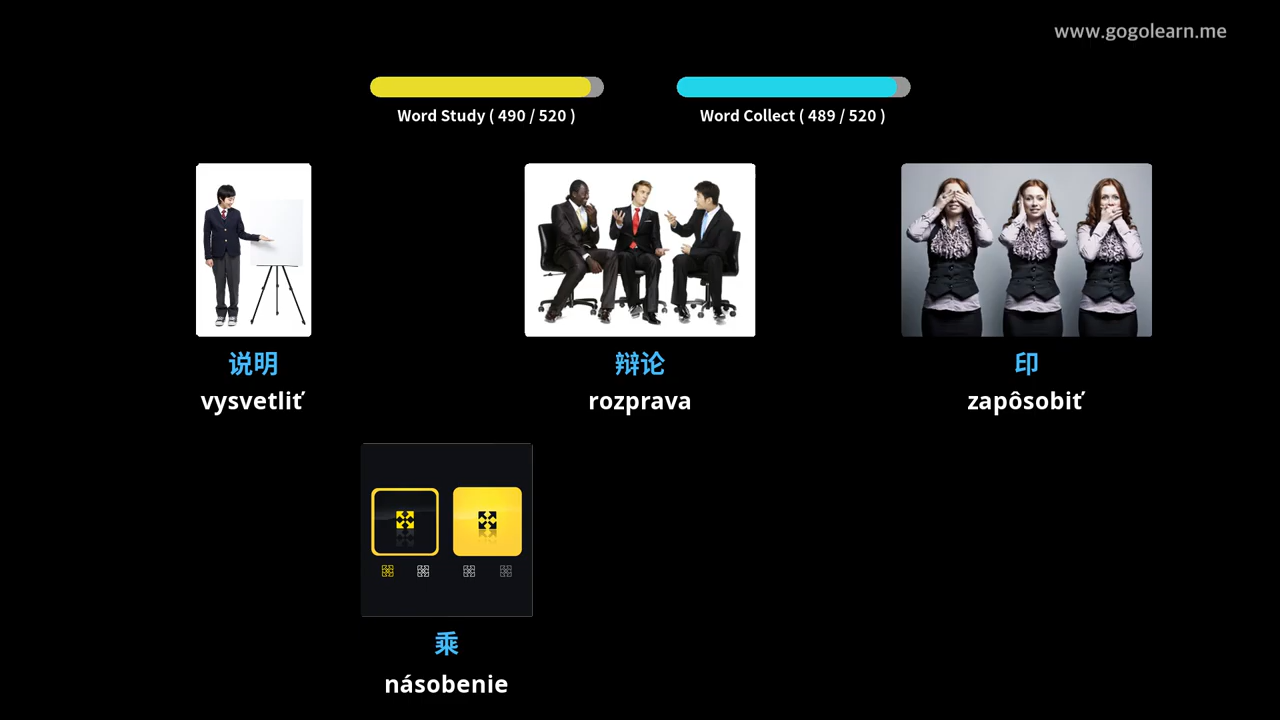 www.gogolearn.me
Word Study ( 490 / 520 )
Word Collect ( 489 / 520 )
说明
vysvetliť
辩论
rozprava
印
zapôsobiť
乘
násobenie